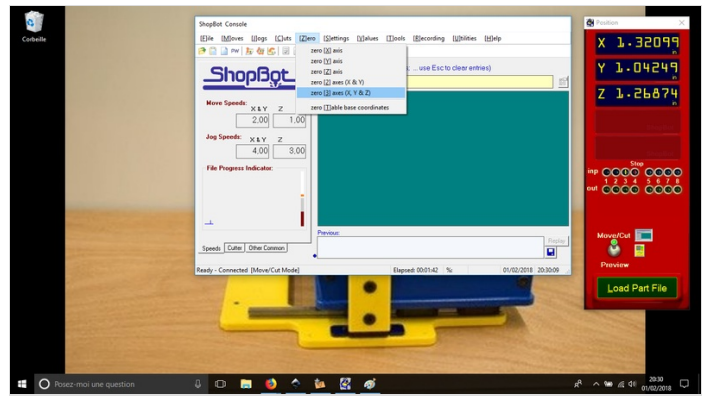 Corbeille
ShopBot Console
[F]ile [M]oves [J]ogs [C]uts [Z]ero [S]ettings [V]alues [T]ools [R]ecording [U]tilities [H]elp
zero [X] axis
zero [Y] axis
zero [Z] axis
zero [2] axes (X & Y)
zero [3] axes (X, Y & Z)
zero [T]able base coordinates
... use Esc to clear entries)
ShopBot
Move Speeds:
X & Y Z
2.00 1.00
Jog Speeds:
X & Y Z
4.00 3.00
File Progress Indicator:
Previous:
Replay
Speeds Cutter Other Common
Ready - Connected [Move/Cut Mode] Elapsed: 00:01:42 %: 01/02/2018 20:30:09
Position
X 1.32099
in
Y 1.04249
in
Z 1.26874
in
Stop
inp
1 2 3 4 5 6 7 8
out
Move/Cut
Preview
Load Part File
Posez-moi une question
20:30
01/02/2018